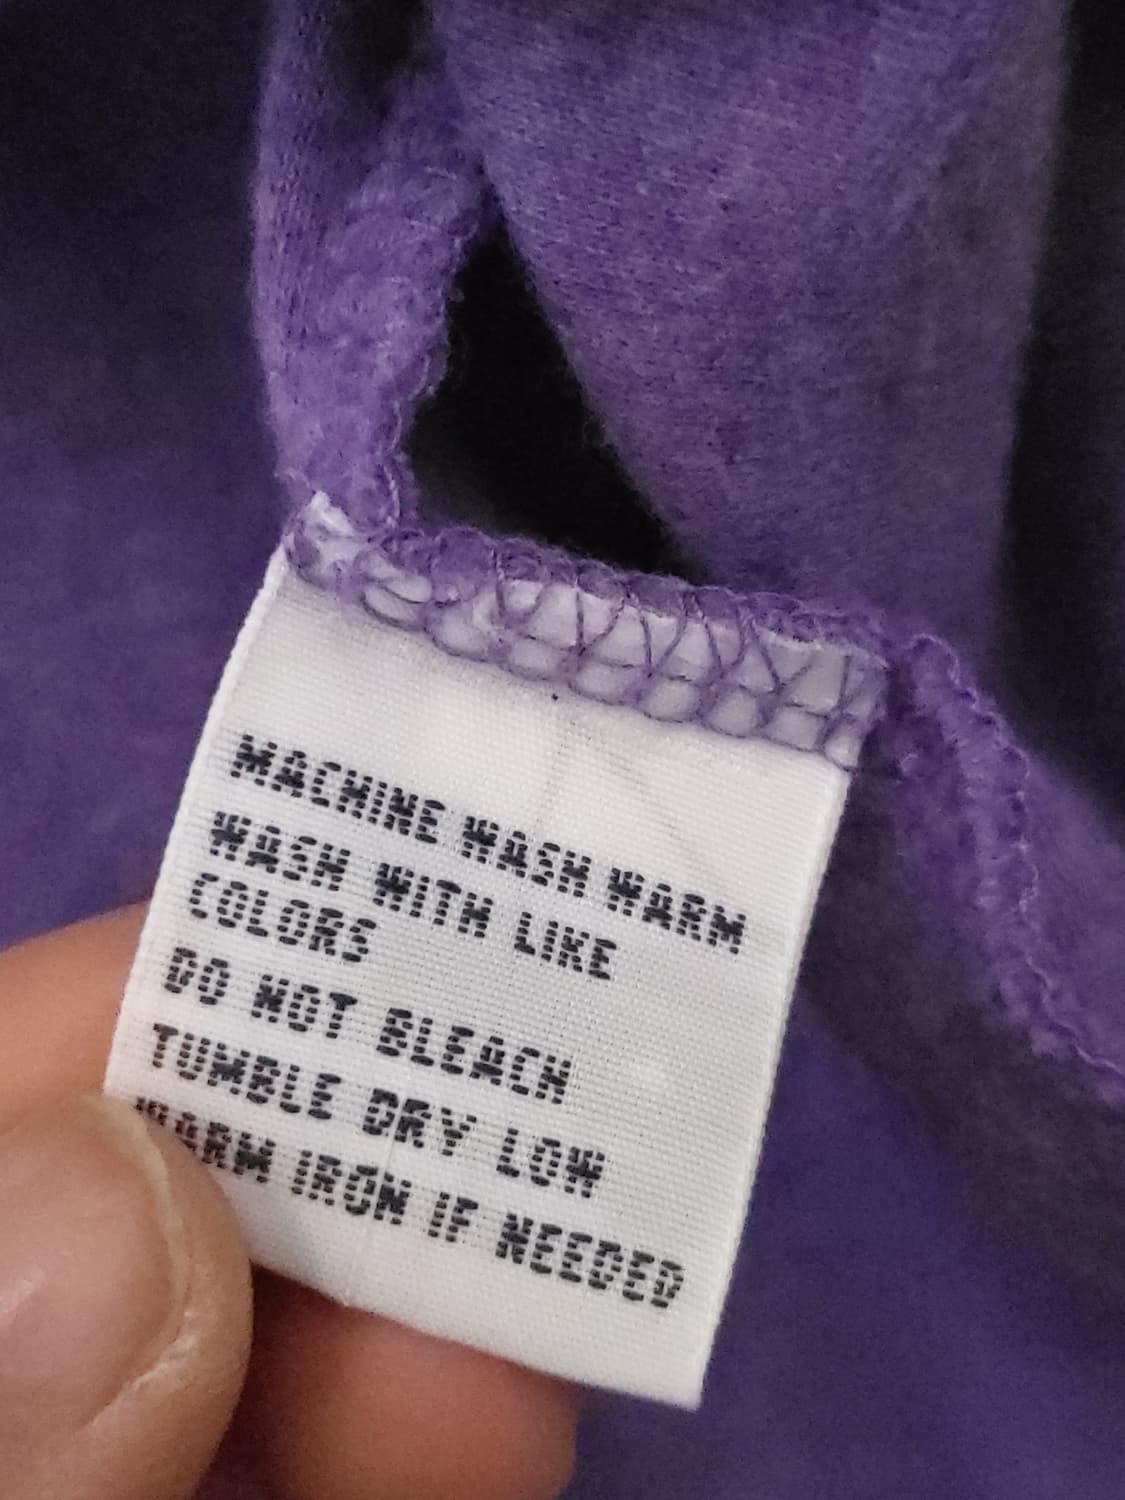 MACHINE WASH WARM
WASH WITH LIKE
COLORS
DO NOT BLEACH
TUMBLE DRY LOW
WARM IRON IF NEEDED